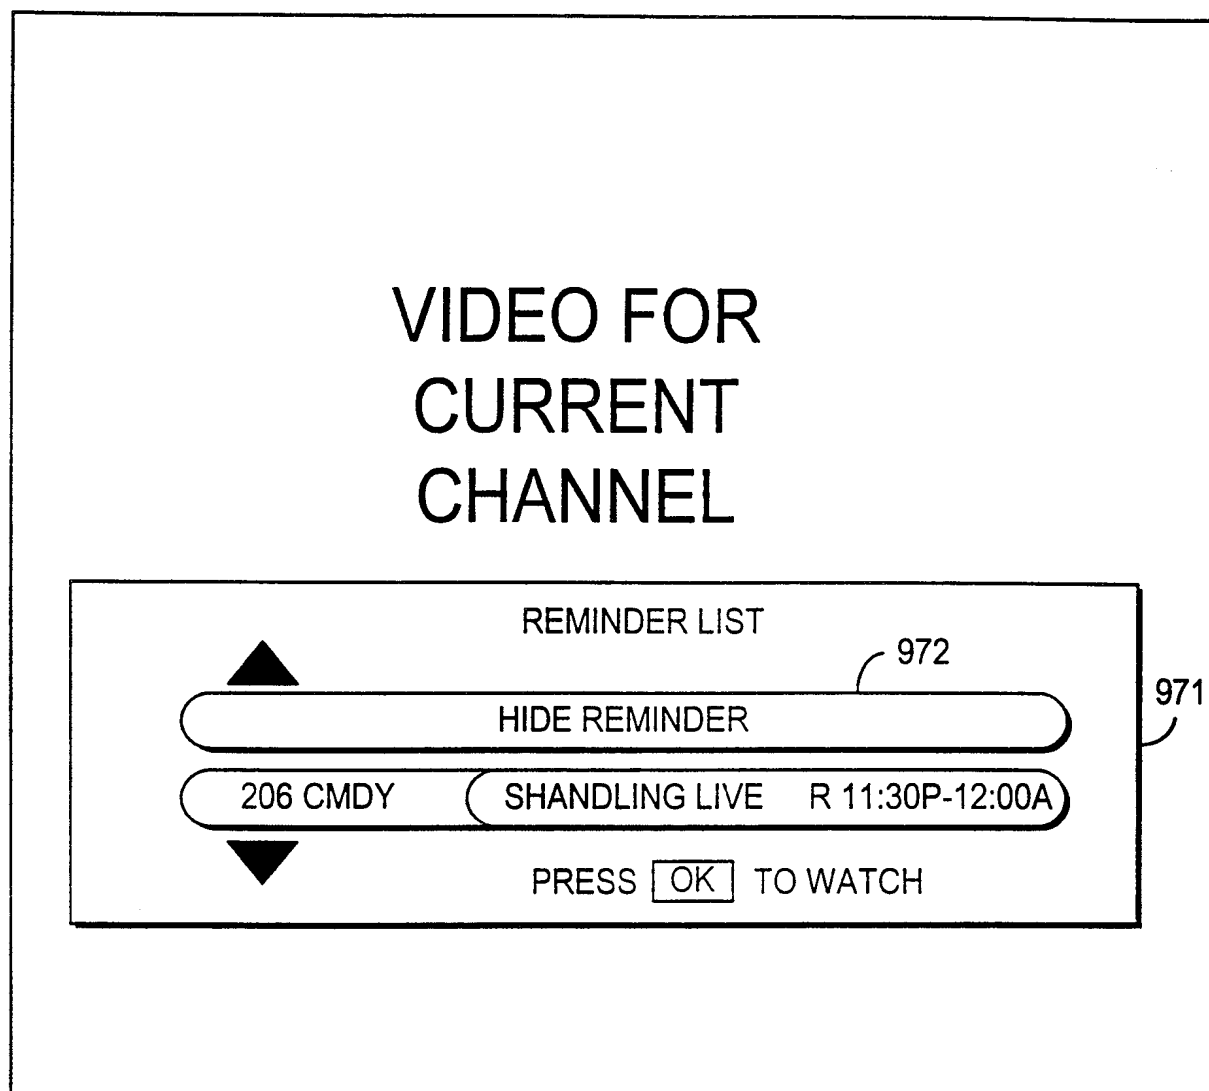 VIDEO FOR
CURRENT
CHANNEL
REMINDER LIST
972
971
HIDE REMINDER
206 CMDY SHANDLING LIVE R 11:30P-12:00A
PRESS OK TO WATCH